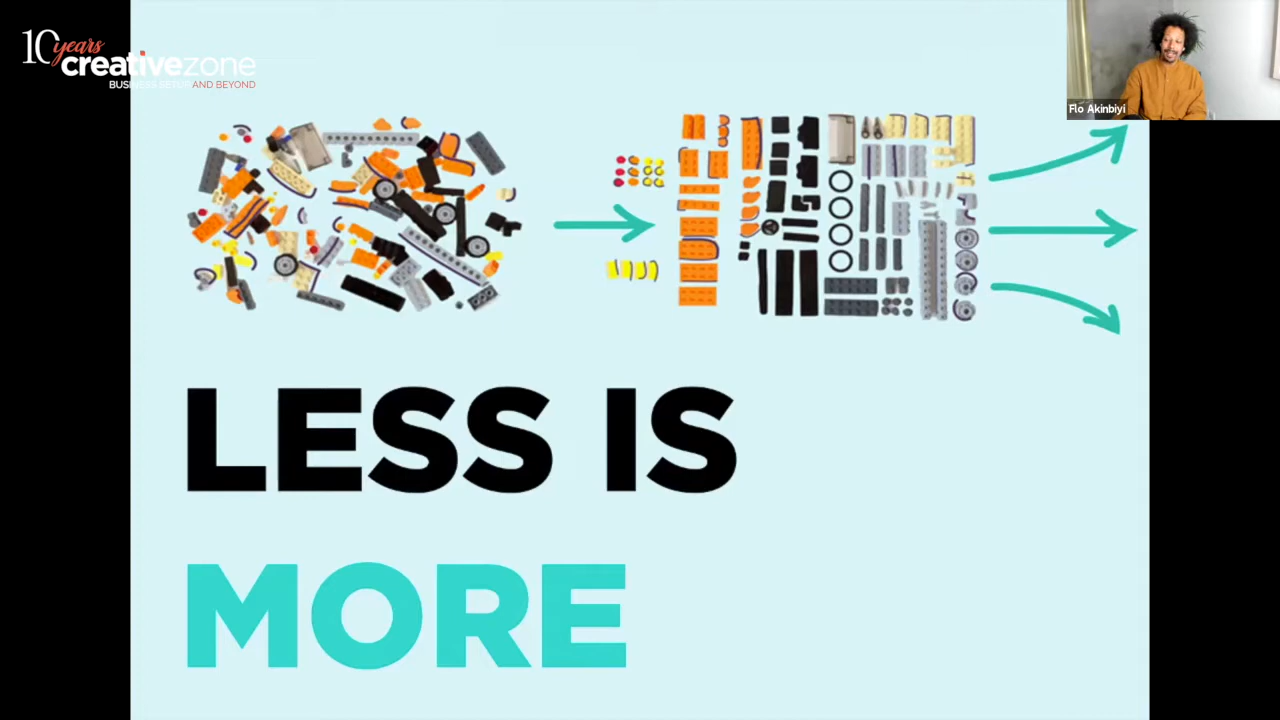 10 years
creativezone
BUSINESS SETUP AND BEYOND
Flo Akinbiyi
LESS IS
MORE